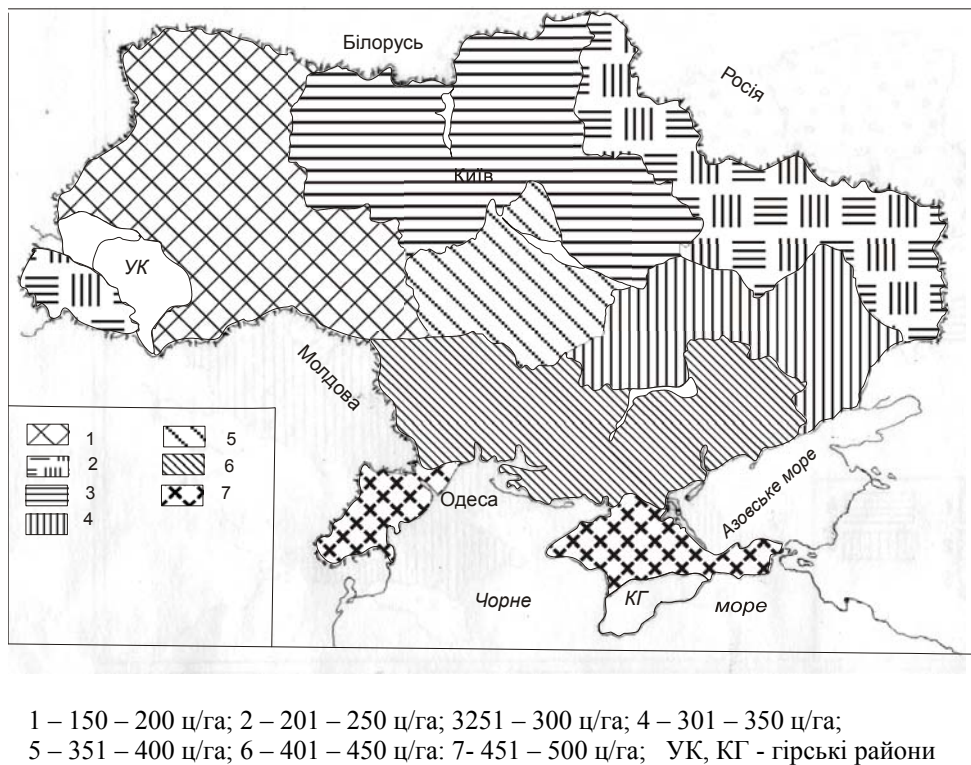 Білорусь
Росія
Київ
УК
Молдова
1
2
3
4
5
6
7
Одеса
Азовське море
Чорне
КГ
море
1 – 150 – 200 ц/га; 2 – 201 – 250 ц/га; 3251 – 300 ц/га; 4 – 301 – 350 ц/га;
5 – 351 – 400 ц/га; 6 – 401 – 450 ц/га: 7- 451 – 500 ц/га; УК, КГ - гірські райони